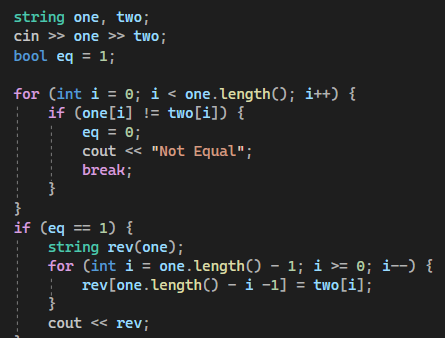 string one, two;
cin >> one >> two;
bool eq = 1;
for (int i = 0; i < one.length(); i++) {
if (one[i] != two[i]) {
eq = 0;
cout << "Not Equal";
break;
}
}
if (eq == 1) {
string rev(one);
for (int i = one.length() - 1; i >= 0; i--) {
rev[one.length() - i -1] = two[i];
}
cout << rev;